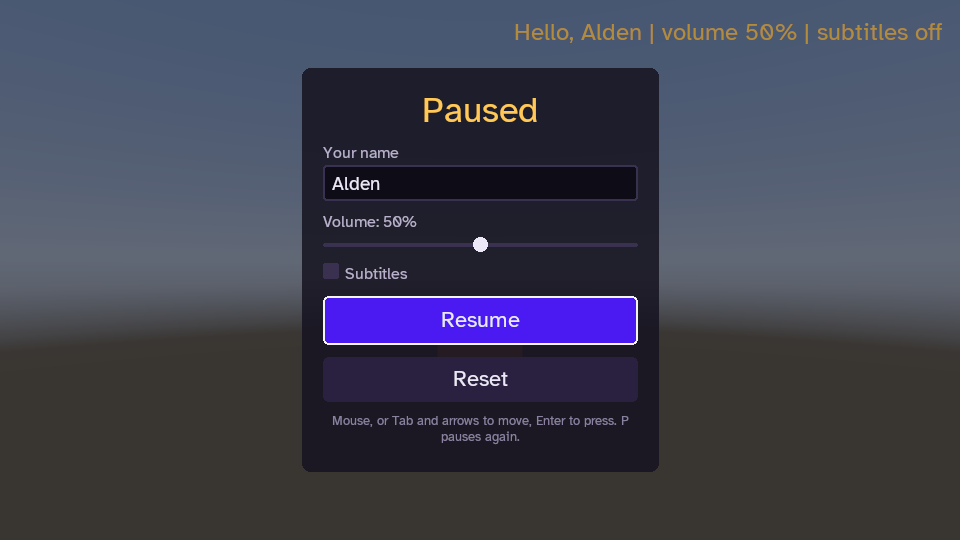 Hello, Alden | volume 50% | subtitles off
Paused
Your name
Alden
Volume: 50%
Subtitles
Resume
Reset
Mouse, or Tab and arrows to move, Enter to press. P
pauses again.